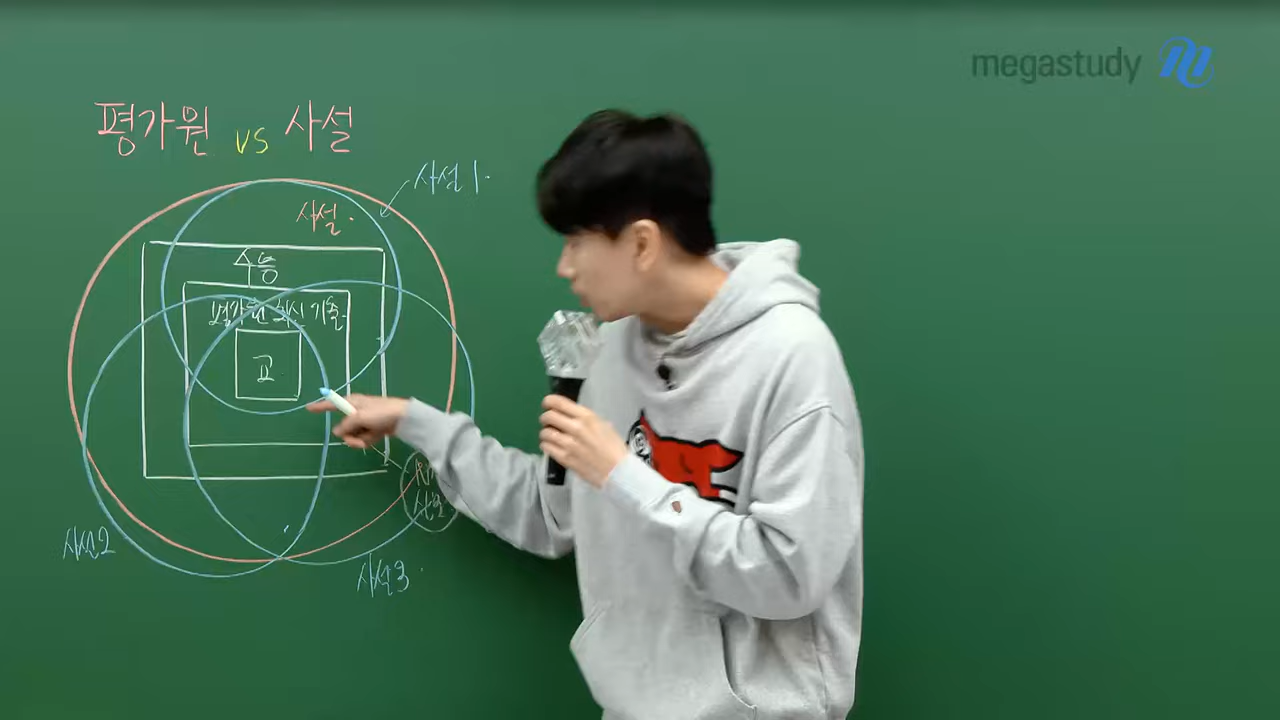 megastudy
평가원 vs 사설
사설1.
사설.
수능
평가원 최신 기출
교
사설2
사설3.